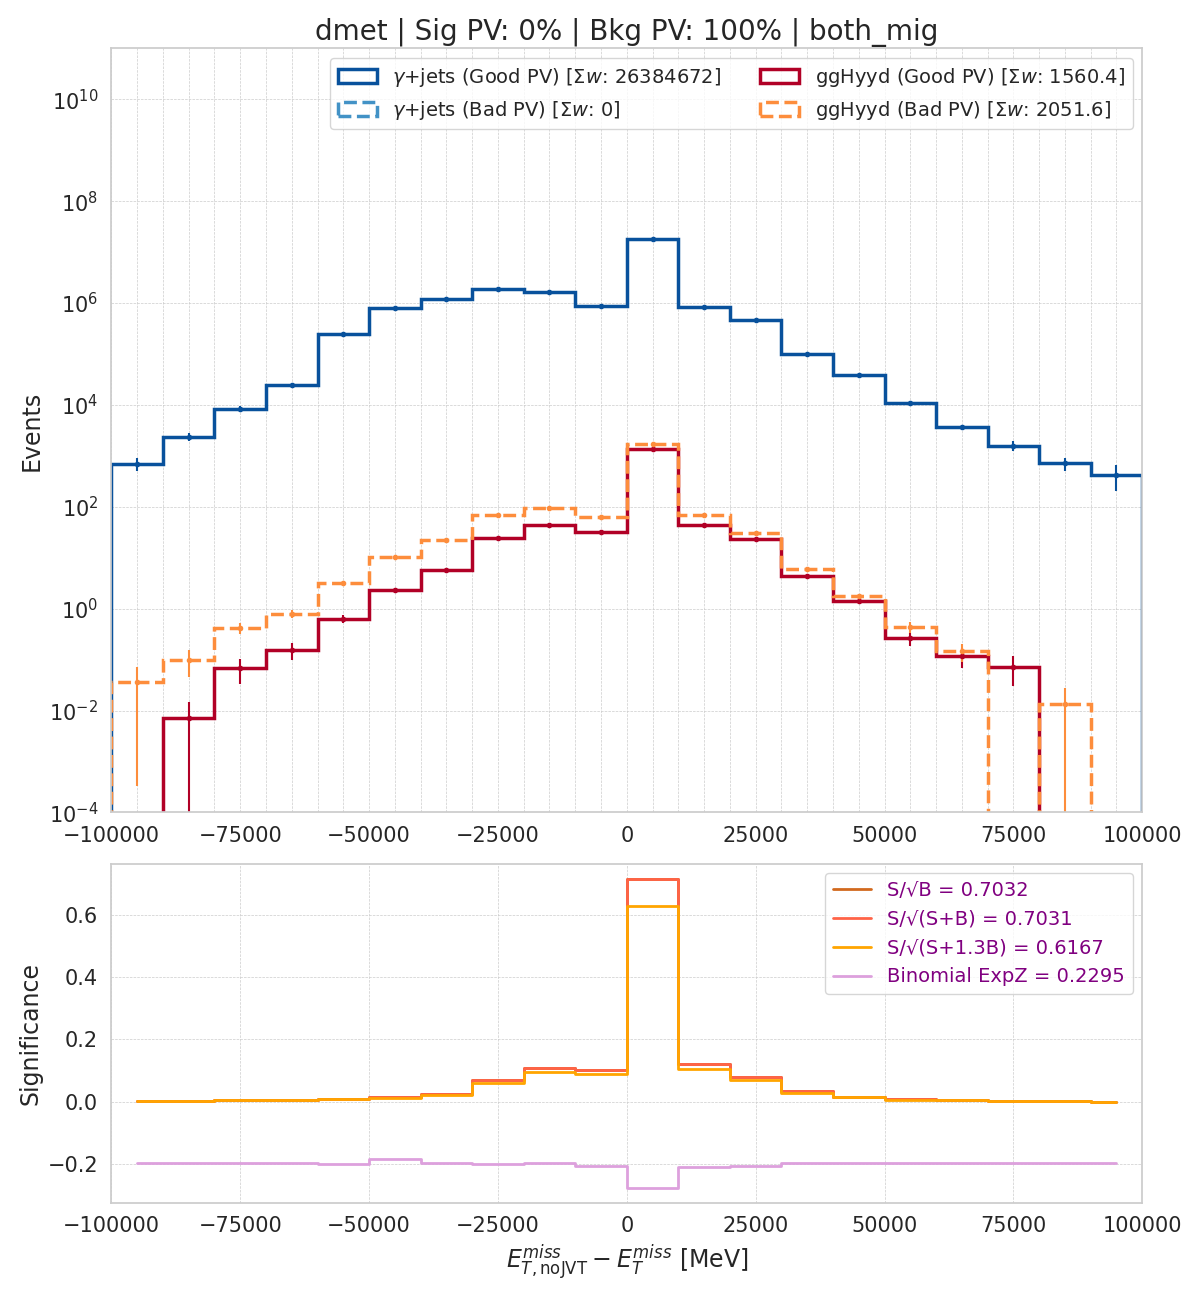 dmet | Sig PV: 0% | Bkg PV: 100% | both_mig
γ+jets (Good PV) [Σw: 26384672]
γ+jets (Bad PV) [Σw: 0]
ggHyyd (Good PV) [Σw: 1560.4]
ggHyyd (Bad PV) [Σw: 2051.6]
Events
10^10
10^8
10^6
10^4
10^2
10^0
10^−2
10^−4
−100000 −75000 −50000 −25000 0 25000 50000 75000 100000
S/√B = 0.7032
S/√(S+B) = 0.7031
S/√(S+1.3B) = 0.6167
Binomial ExpZ = 0.2295
Significance
0.6
0.4
0.2
0.0
−0.2
−100000 −75000 −50000 −25000 0 25000 50000 75000 100000
E_{T,noJVT}^{miss} − E_T^{miss} [MeV]